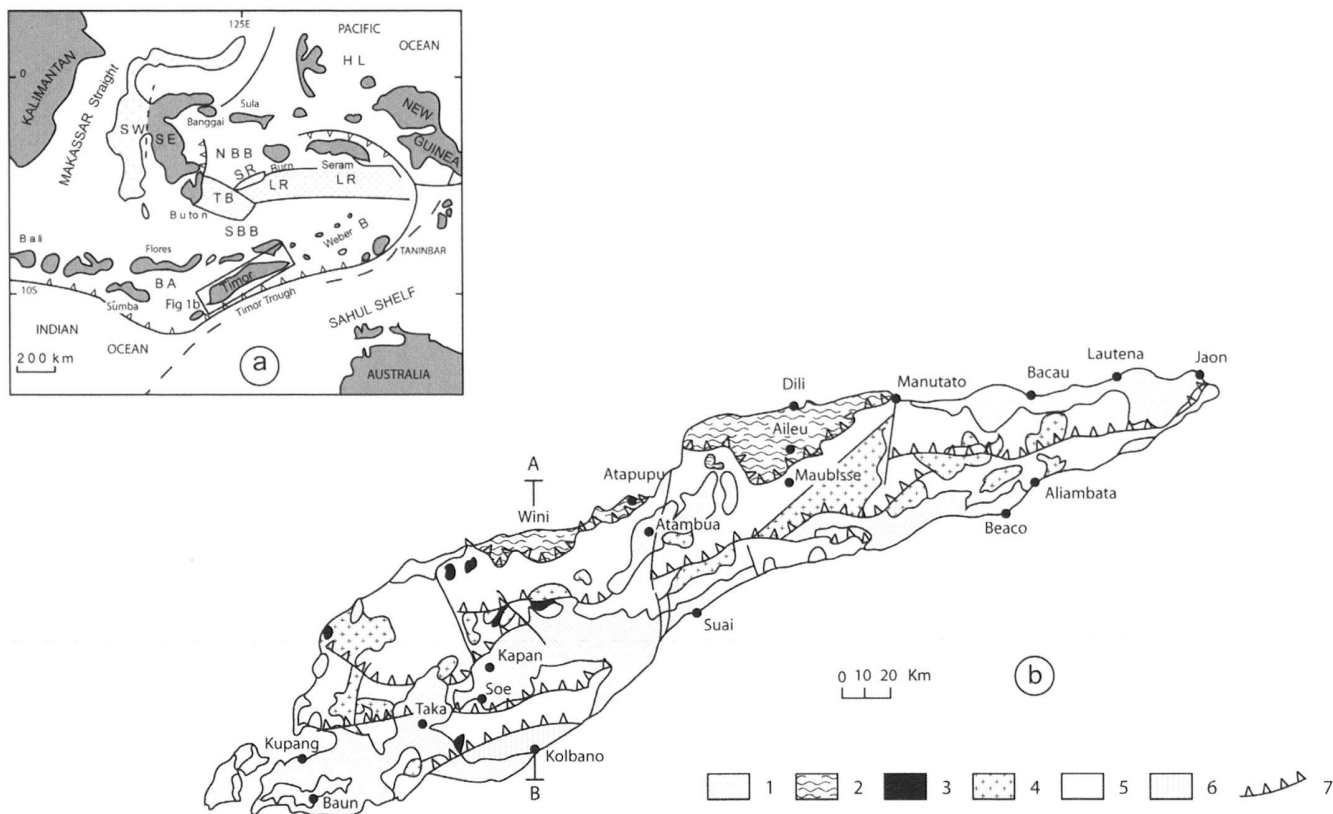 125E
PACIFIC
OCEAN
H L
KALIMANTAN
MAKASSAR Straight
0
S W
S E
Banggai
Sula
NEW
GUINEA
N B B
S R
Burn
Seram
L R
L R
T B
Buton
S B B
Weber B
TANINBAR
Bali
Flores
B A
Timor
10S
Sumba
Fig 1b
Timor Trough
SAHUL SHELF
INDIAN
OCEAN
200 km
a
AUSTRALIA
Lautena
Jaon
Bacau
Dili
Manutato
Aileu
A
Atapupu
Maubisse
Aliambata
Wini
Atambua
Beaco
Suai
Kapan
0 10 20 Km
b
Soe
Taka
Kupang
Kolbano
Baun
B
1 2 3 4 5 6 7